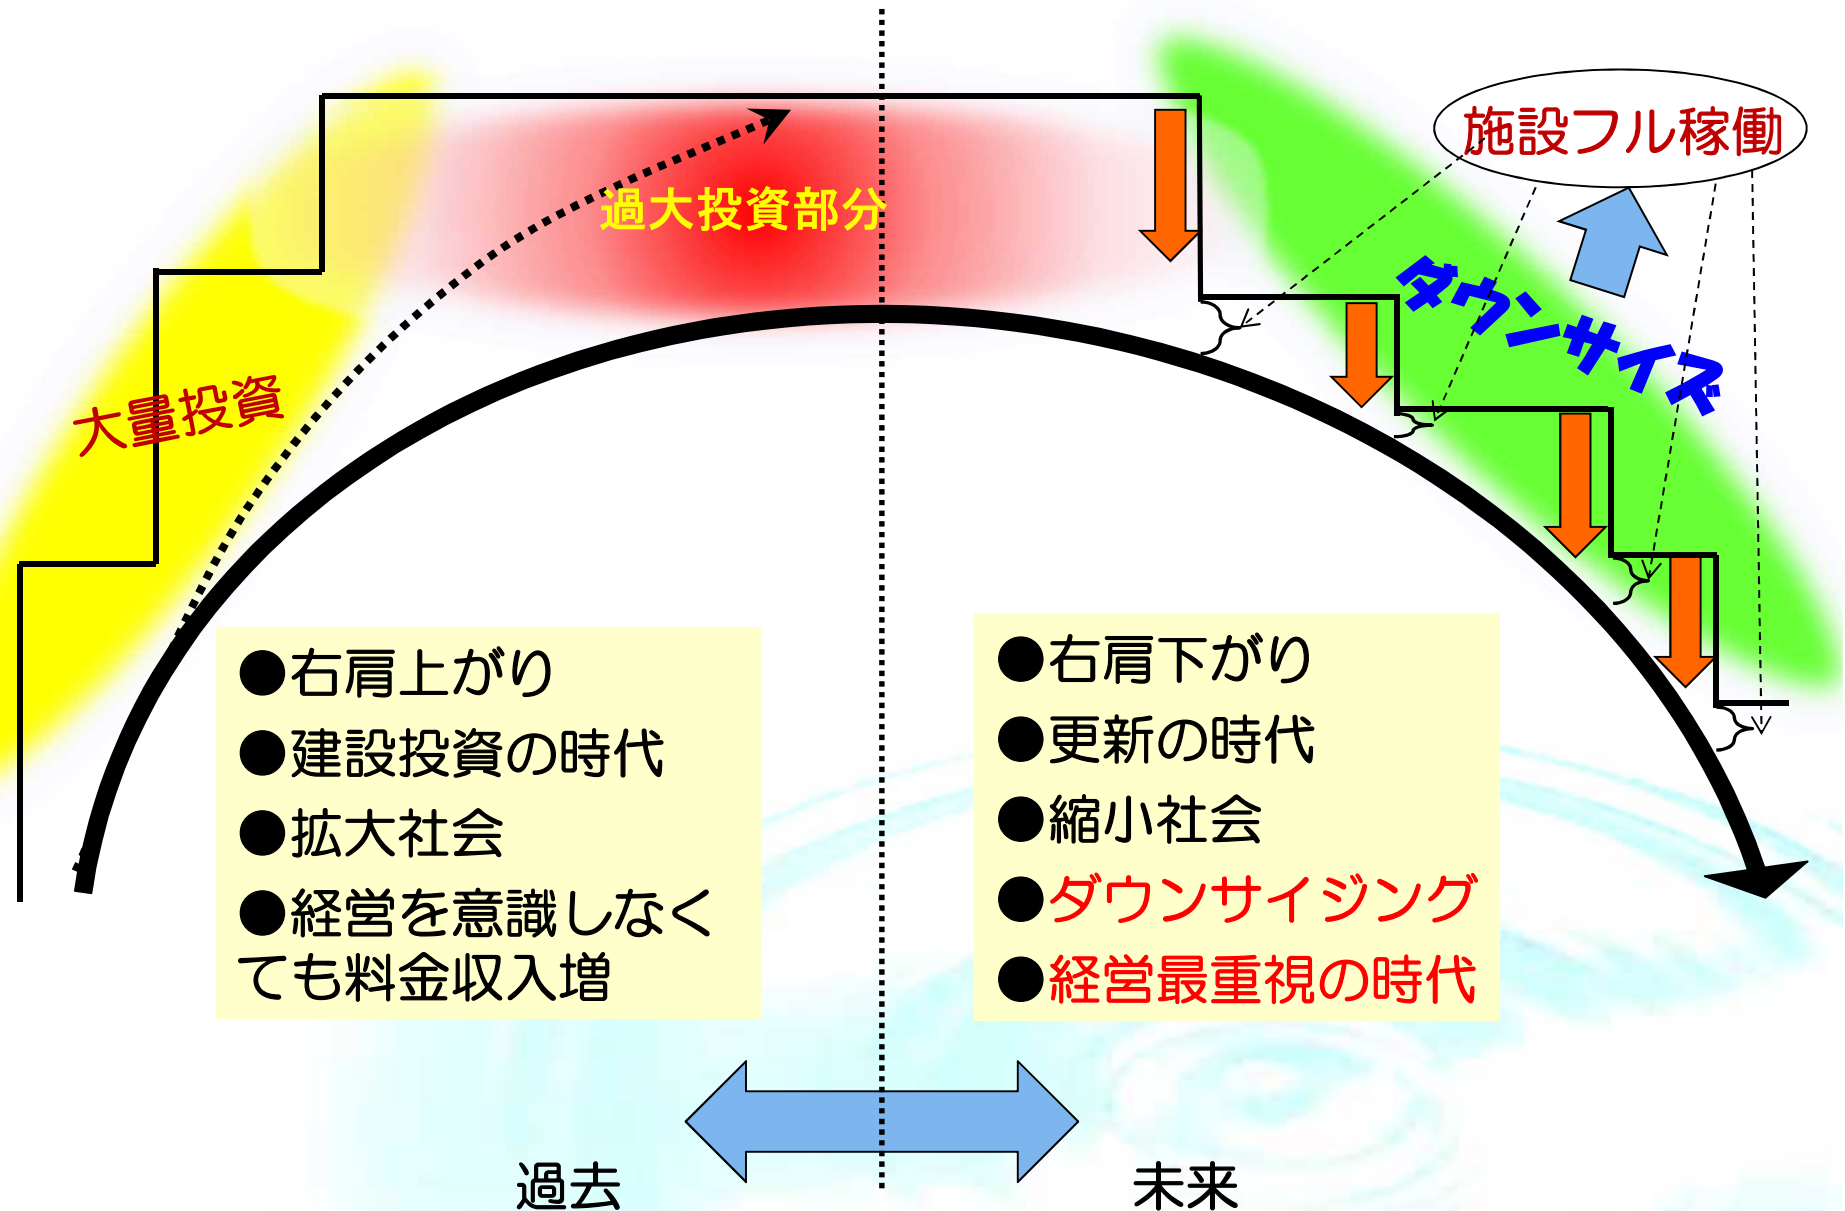 施設フル稼働
過大投資部分
ダウンサイズ
大量投資
●右肩上がり
●建設投資の時代
●拡大社会
●経営を意識しなく
ても料金収入増
●右肩下がり
●更新の時代
●縮小社会
●ダウンサイジング
●経営最重視の時代
過去
未来